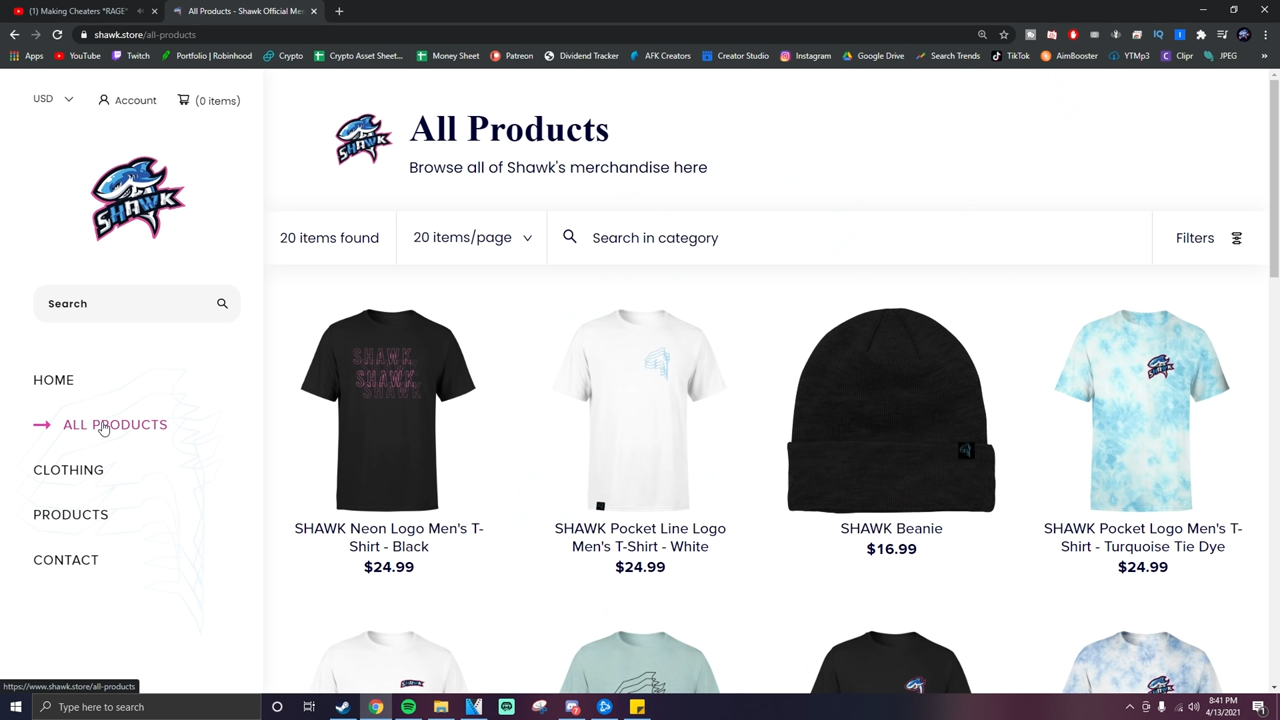 (1) Making Cheaters "RAGE"
Shawk - Shawk Official Mer
shawk.store/all-products
Apps
YouTube
Twitch
Portfolio | Robinhood
Crypto
Crypto Asset Sheet...
Money Sheet
Patreon
Dividend Tracker
AFK Creators
Creator Studio
Instagram
Google Drive
Search Trends
TikTok
AimBooster
YTMp3
Clipr
JPEG
USD
Account
(0 items)
SHAWK
Search
HOME
ALL PRODUCTS
CLOTHING
PRODUCTS
CONTACT
SHAWK
All Products
Browse all of Shawk's merchandise here
20 items found
20 items/page
Search in category
Filters
SHAWK
SHAWK
SHAWK
SHAWK Neon Logo Men's T-
Shirt - Black
$24.99
SHAWK Pocket Line Logo
Men's T-Shirt - White
$24.99
SHAWK Beanie
$16.99
SHAWK Pocket Logo Men's T-
Shirt - Turquoise Tie Dye
$24.99
https://www.shawk.store/all-products
Type here to search
8:41 PM
4/13/2021